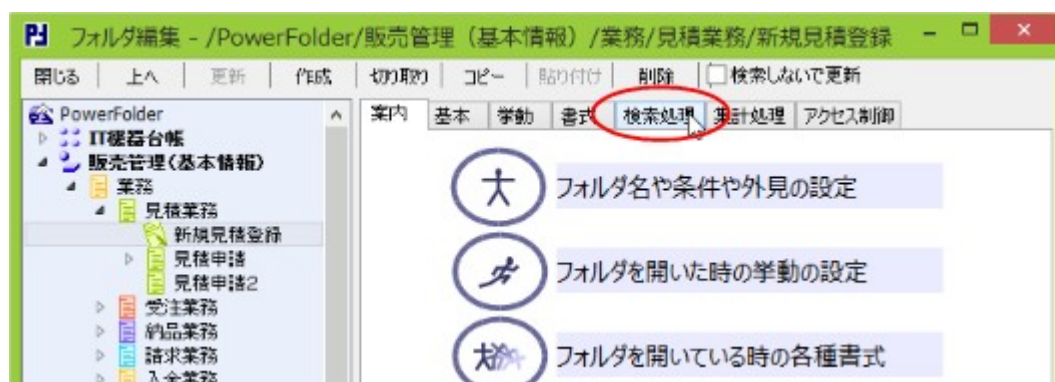 フォルダ編集 - /PowerFolder/販売管理（基本情報）/業務/見積業務/新規見積登録
閉じる 上へ 更新 作成 切り取り コピー 貼り付け 削除 検索しないで更新
PowerFolder
IT機器台帳
販売管理(基本情報)
業務
見積業務
新規見積登録
見積申請
見積申請2
受注業務
納品業務
請求業務
入金業務
案内 基本 挙動 書式 検索処理 集計処理 アクセス制御
フォルダ名や条件や外見の設定
フォルダを開いた時の挙動の設定
フォルダを開いている時の各種書式